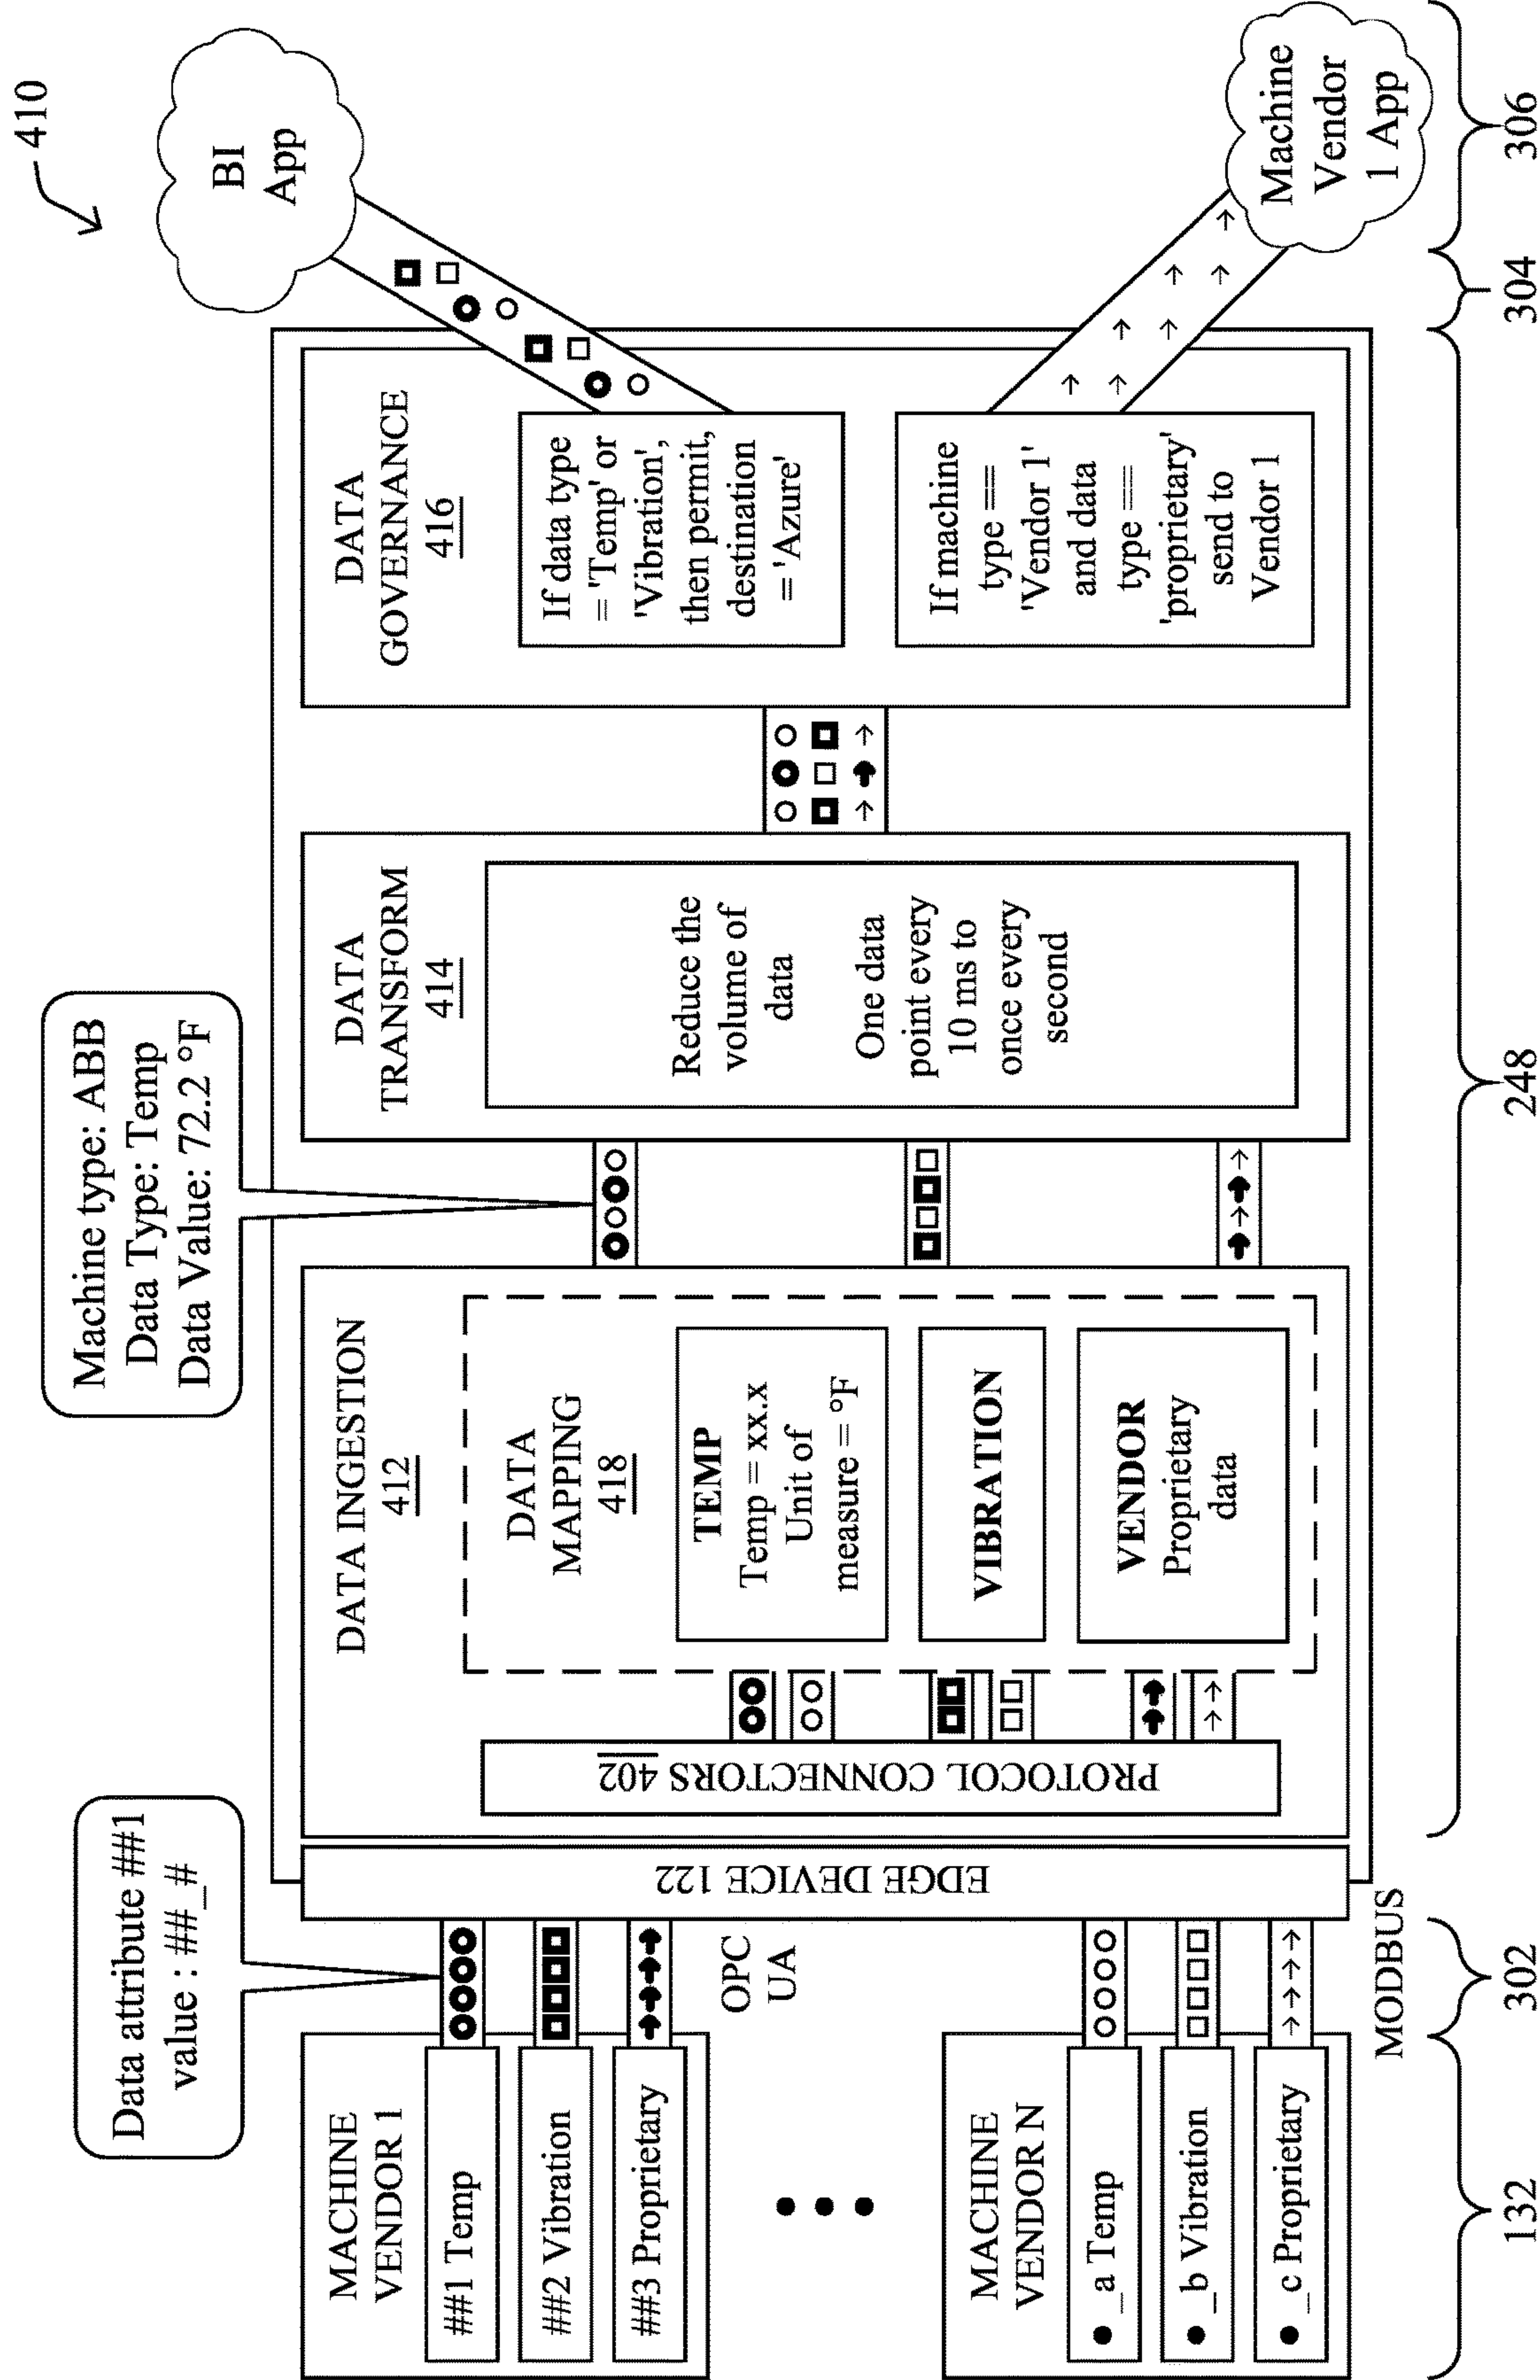 410
Data attribute ##1
value : ##_#
Machine type: ABB
Data Type: Temp
Data Value: 72.2 °F
BI
App
MACHINE
VENDOR 1
##1 Temp
##2 Vibration
##3 Proprietary
OPC
UA
MACHINE
VENDOR N
● _a Temp
● _b Vibration
● _c Proprietary
MODBUS
EDGE DEVICE 122
DATA INGESTION
412
PROTOCOL CONNECTORS 402
DATA
MAPPING
418
TEMP
Temp = xx.x
Unit of
measure = °F
VIBRATION
VENDOR
Proprietary
data
DATA
TRANSFORM
414
Reduce the
volume of
data
One data
point every
10 ms to
once every
second
DATA
GOVERNANCE
416
If data type
= 'Temp' or
'Vibration',
then permit,
destination
= 'Azure'
If machine
type ==
'Vendor 1'
and data
type ==
'proprietary'
send to
Vendor 1
Machine
Vendor
1 App
132
302
248
304
306